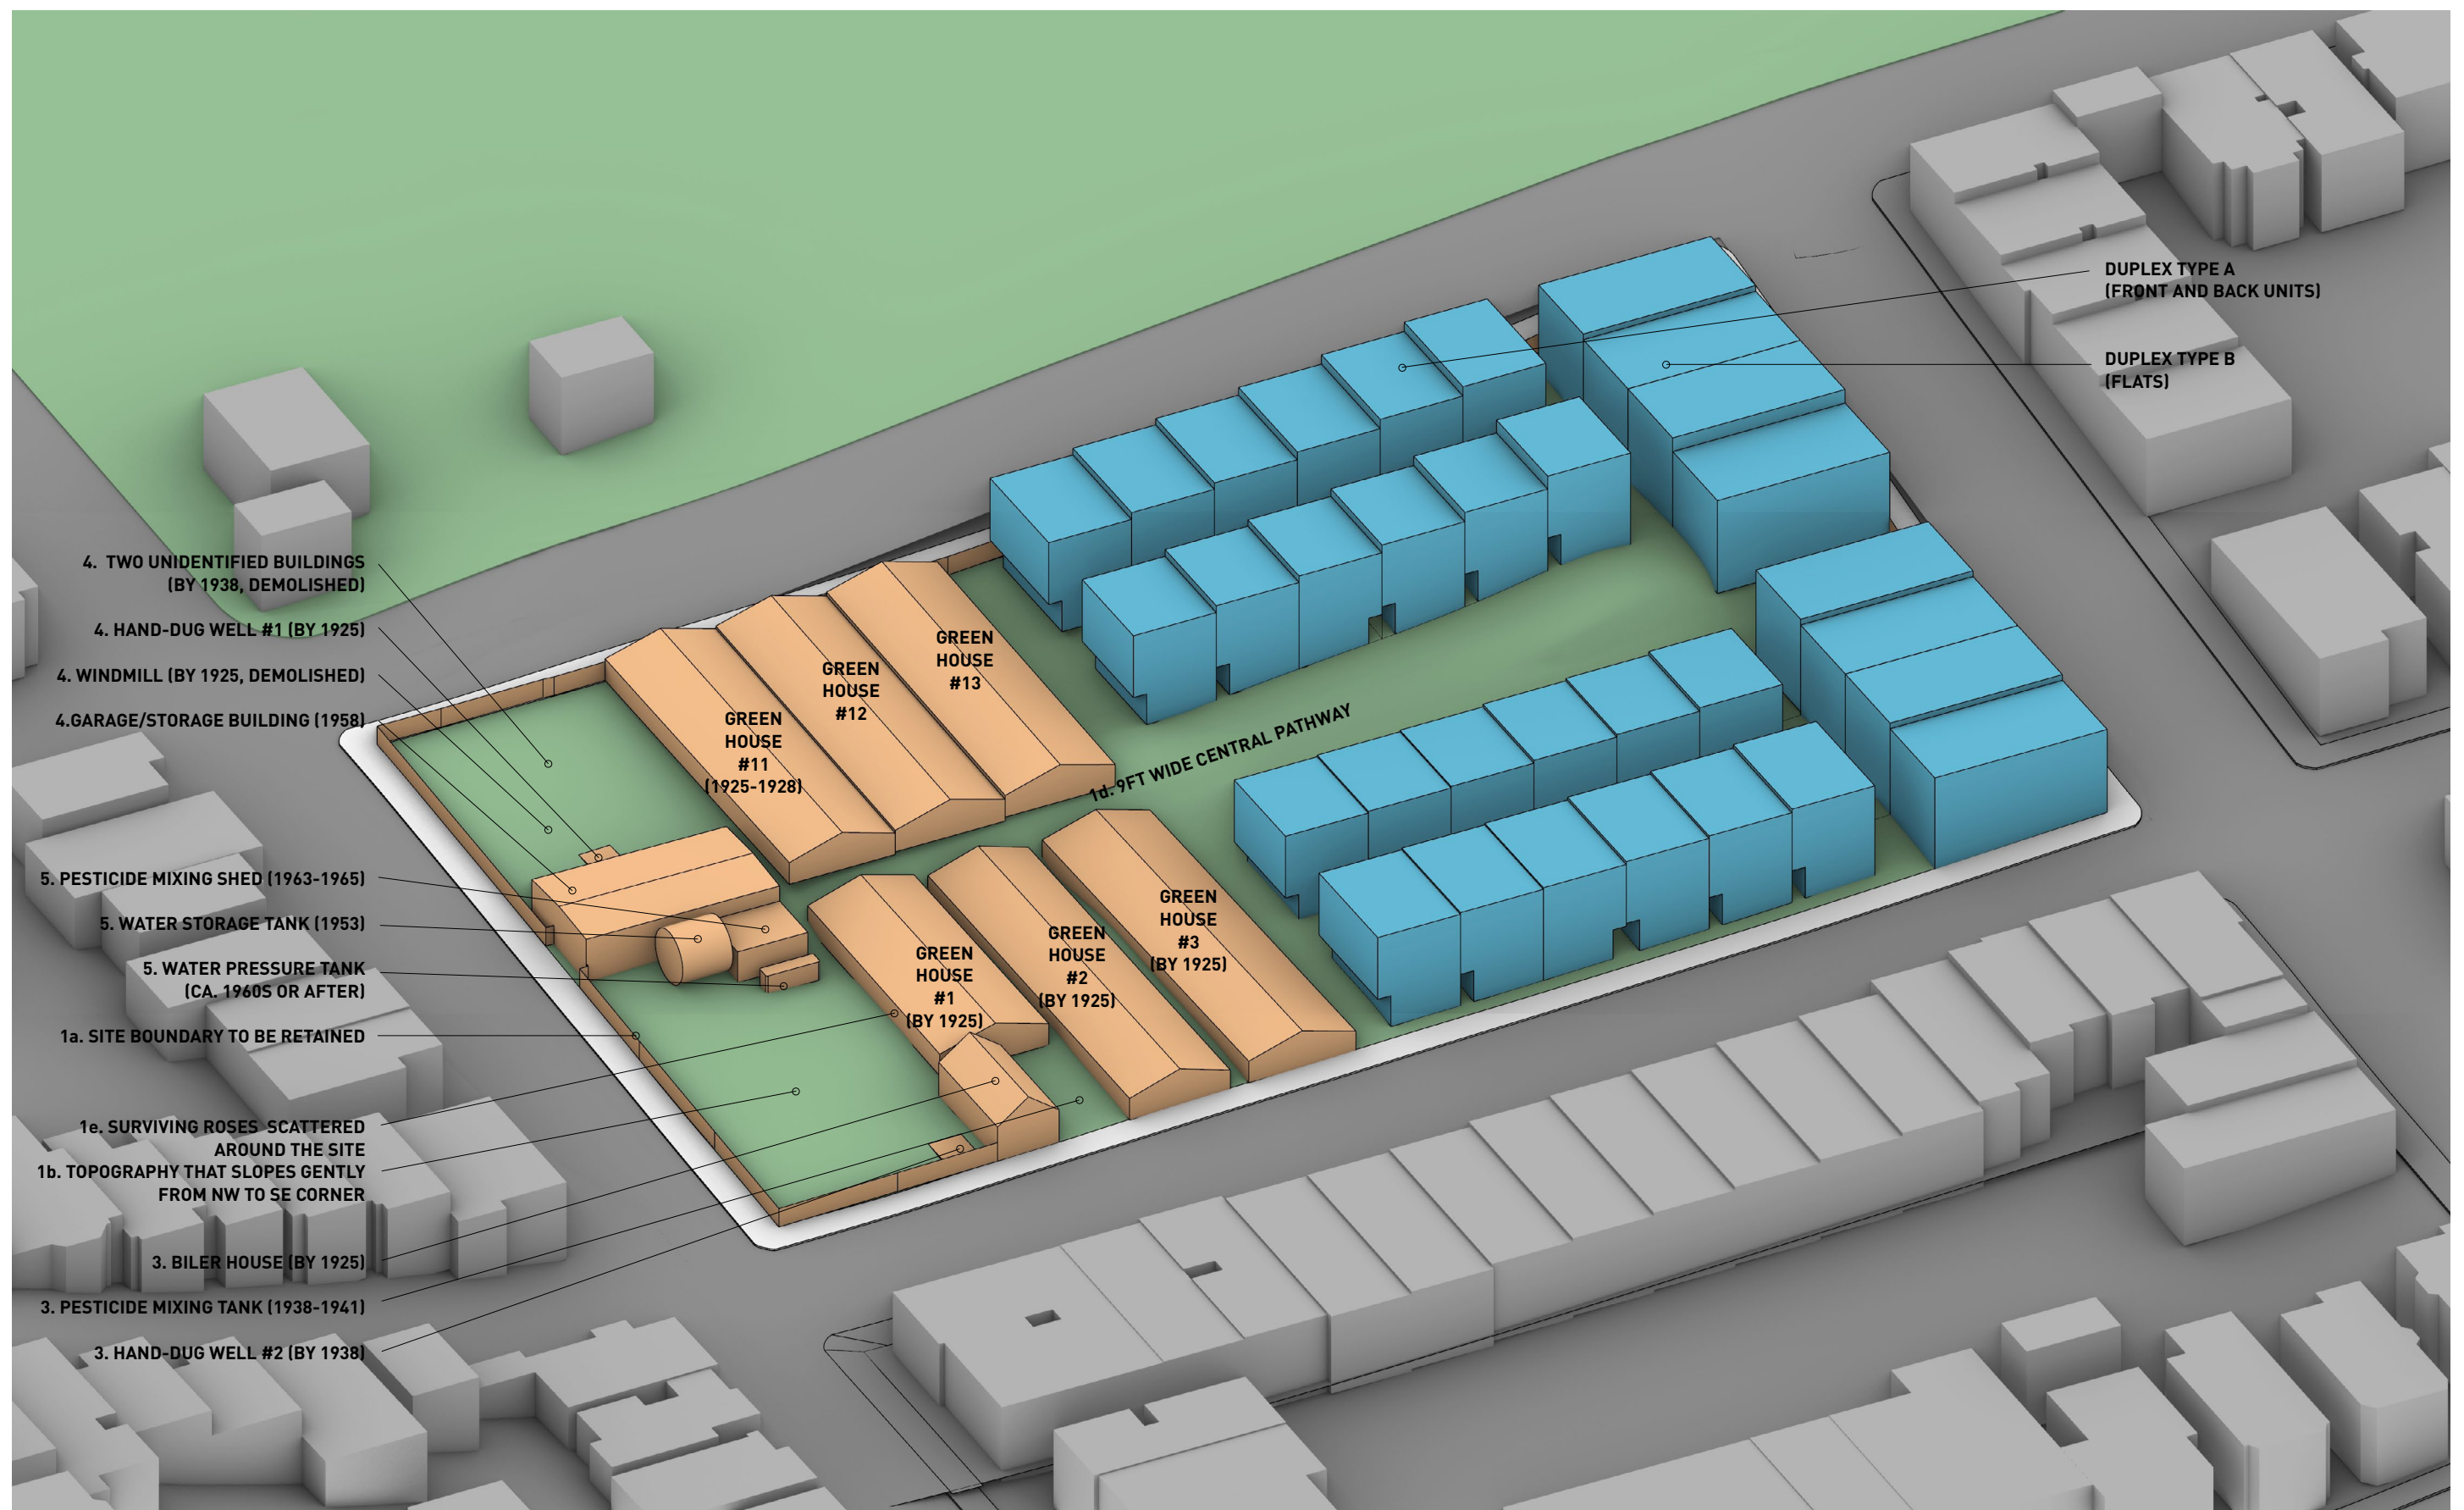 DUPLEX TYPE A
(FRONT AND BACK UNITS)
DUPLEX TYPE B
(FLATS)
4. TWO UNIDENTIFIED BUILDINGS
(BY 1938, DEMOLISHED)
4. HAND-DUG WELL #1 (BY 1925)
4. WINDMILL (BY 1925, DEMOLISHED)
4.GARAGE/STORAGE BUILDING (1958)
GREEN
HOUSE
#13
GREEN
HOUSE
#12
GREEN
HOUSE
#11
(1925-1928)
1d. 9FT WIDE CENTRAL PATHWAY
5. PESTICIDE MIXING SHED (1963-1965)
5. WATER STORAGE TANK (1953)
5. WATER PRESSURE TANK
(CA. 1960S OR AFTER)
1a. SITE BOUNDARY TO BE RETAINED
GREEN
HOUSE
#3
(BY 1925)
GREEN
HOUSE
#2
(BY 1925)
GREEN
HOUSE
#1
(BY 1925)
1e. SURVIVING ROSES SCATTERED
AROUND THE SITE
1b. TOPOGRAPHY THAT SLOPES GENTLY
FROM NW TO SE CORNER
3. BILER HOUSE (BY 1925)
3. PESTICIDE MIXING TANK (1938-1941)
3. HAND-DUG WELL #2 (BY 1938)